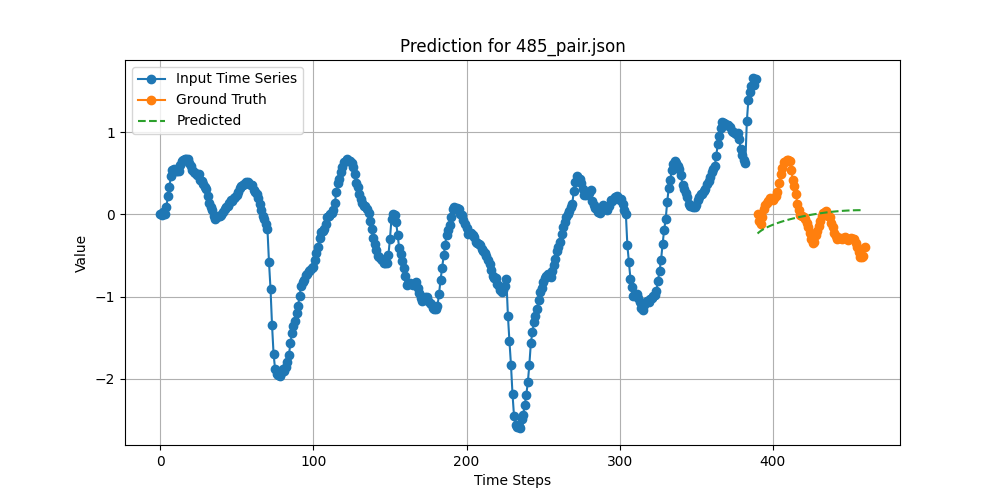 Prediction for 485_pair.json
Input Time Series
Ground Truth
Predicted
Value
1
0
−1
−2
0 100 200 300 400
Time Steps